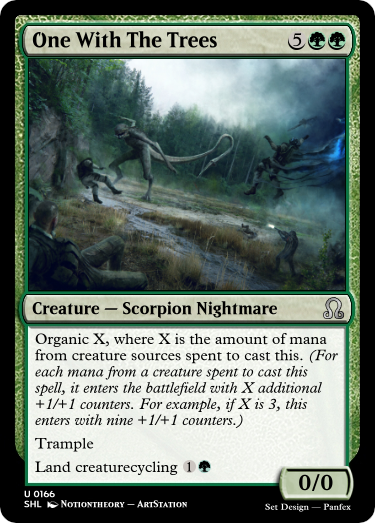 One With The Trees 5
Creature — Scorpion Nightmare
Organic X, where X is the amount of mana
from creature sources spent to cast this. (For
each mana from a creature spent to cast this
spell, it enters the battlefield with X additional
+1/+1 counters. For example, if X is 3, this
enters with nine +1/+1 counters.)
Trample
Land creaturecycling 1
0/0
U 0166
SHL Notiontheory — ArtStation
Set Design — Panfex